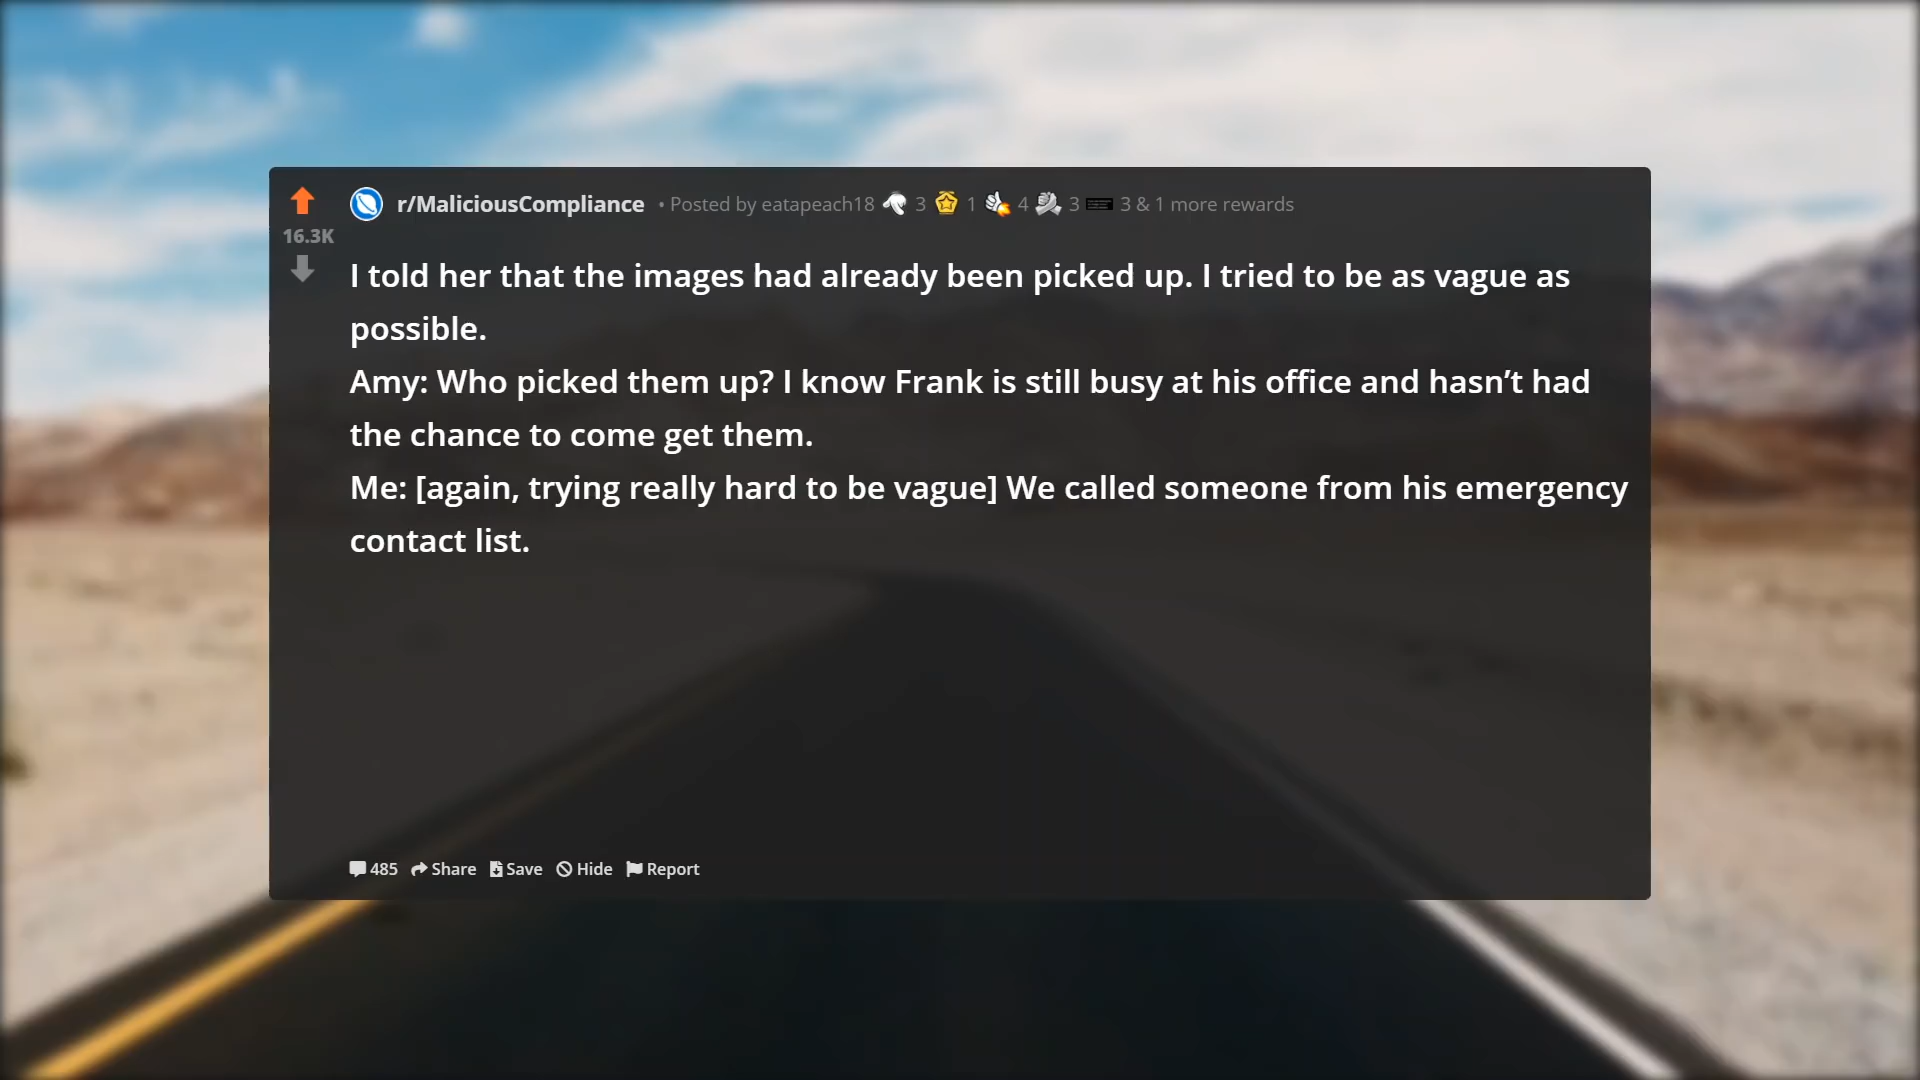 r/MaliciousCompliance • Posted by eatapeach18 3 1 4 3 3 & 1 more rewards
16.3K
I told her that the images had already been picked up. I tried to be as vague as
possible.
Amy: Who picked them up? I know Frank is still busy at his office and hasn’t had
the chance to come get them.
Me: [again, trying really hard to be vague] We called someone from his emergency
contact list.
485 Share Save Hide Report